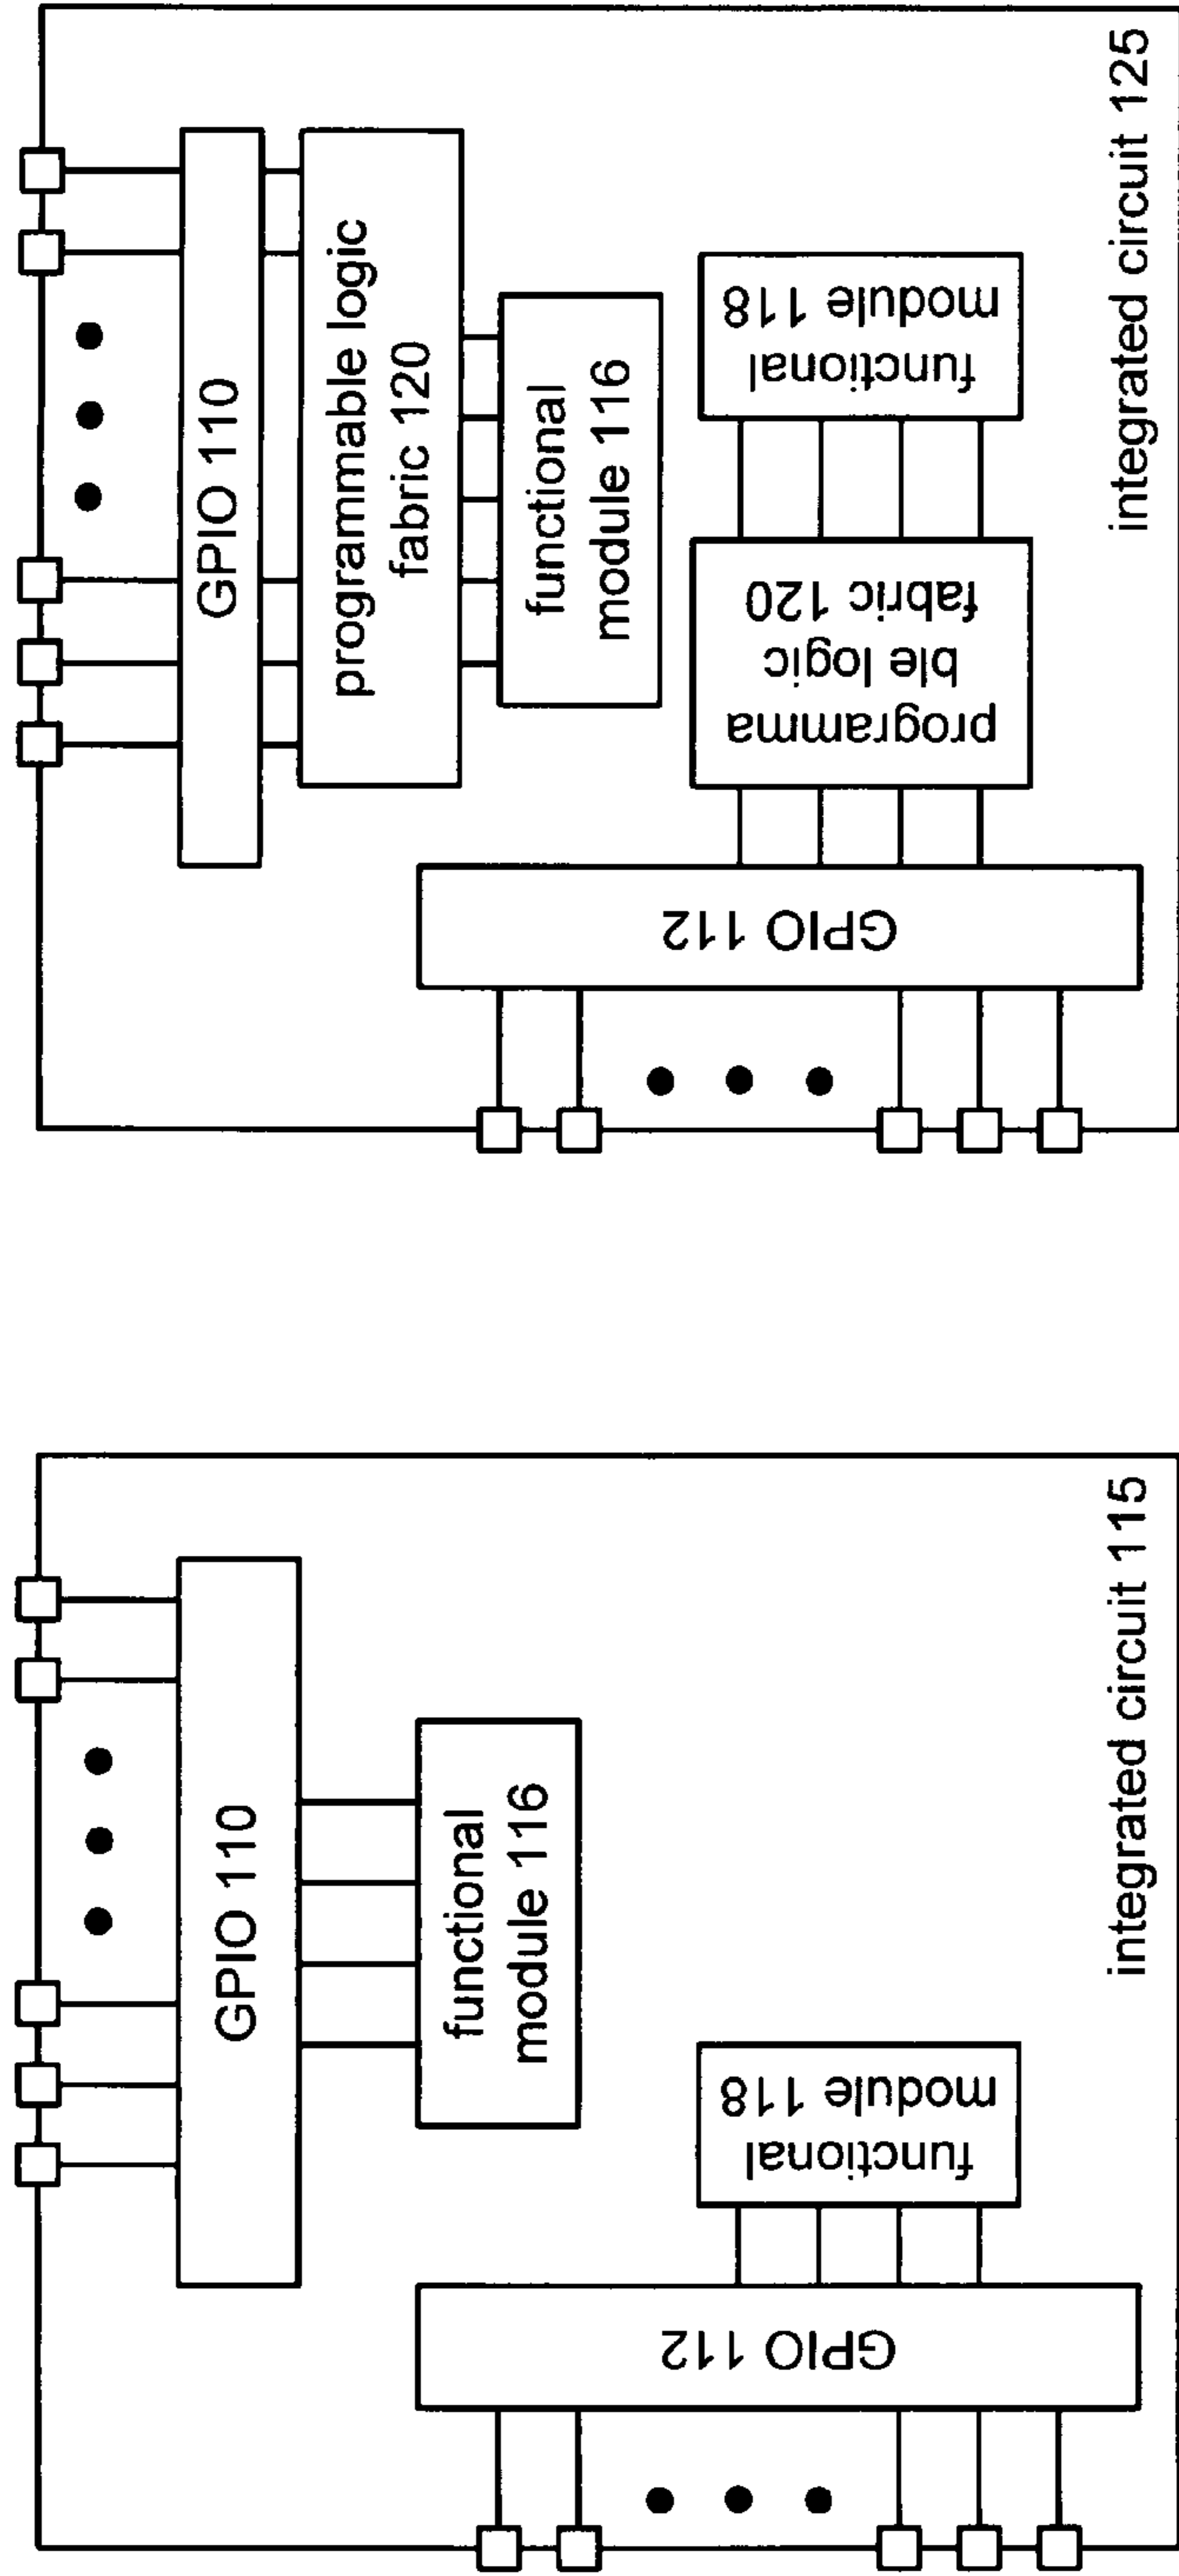 GPIO 110
programmable logic
fabric 120
functional
module 116
GPIO 112
programma
ble logic
fabric 120
functional
module 118
integrated circuit 125
GPIO 110
functional
module 116
GPIO 112
functional
module 118
integrated circuit 115